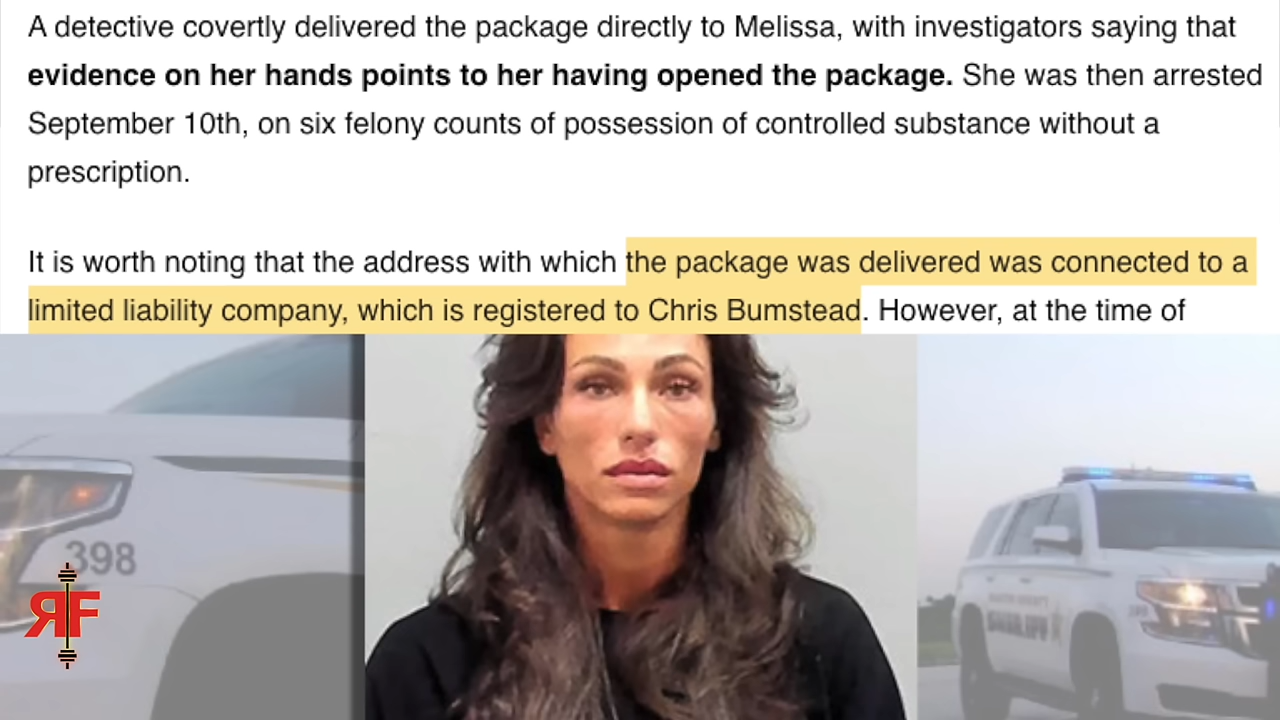 A detective covertly delivered the package directly to Melissa, with investigators saying that
evidence on her hands points to her having opened the package. She was then arrested
September 10th, on six felony counts of possession of controlled substance without a
prescription.
It is worth noting that the address with which the package was delivered was connected to a
limited liability company, which is registered to Chris Bumstead. However, at the time of
398
SHERIFF